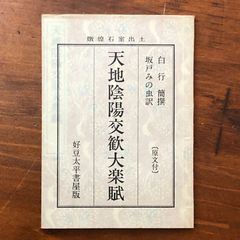 敦煌石室出土
白行簡撰
坂戸みの虫訳
〔原文付〕
天地陰陽交歓大楽賦
好豆太平書屋版